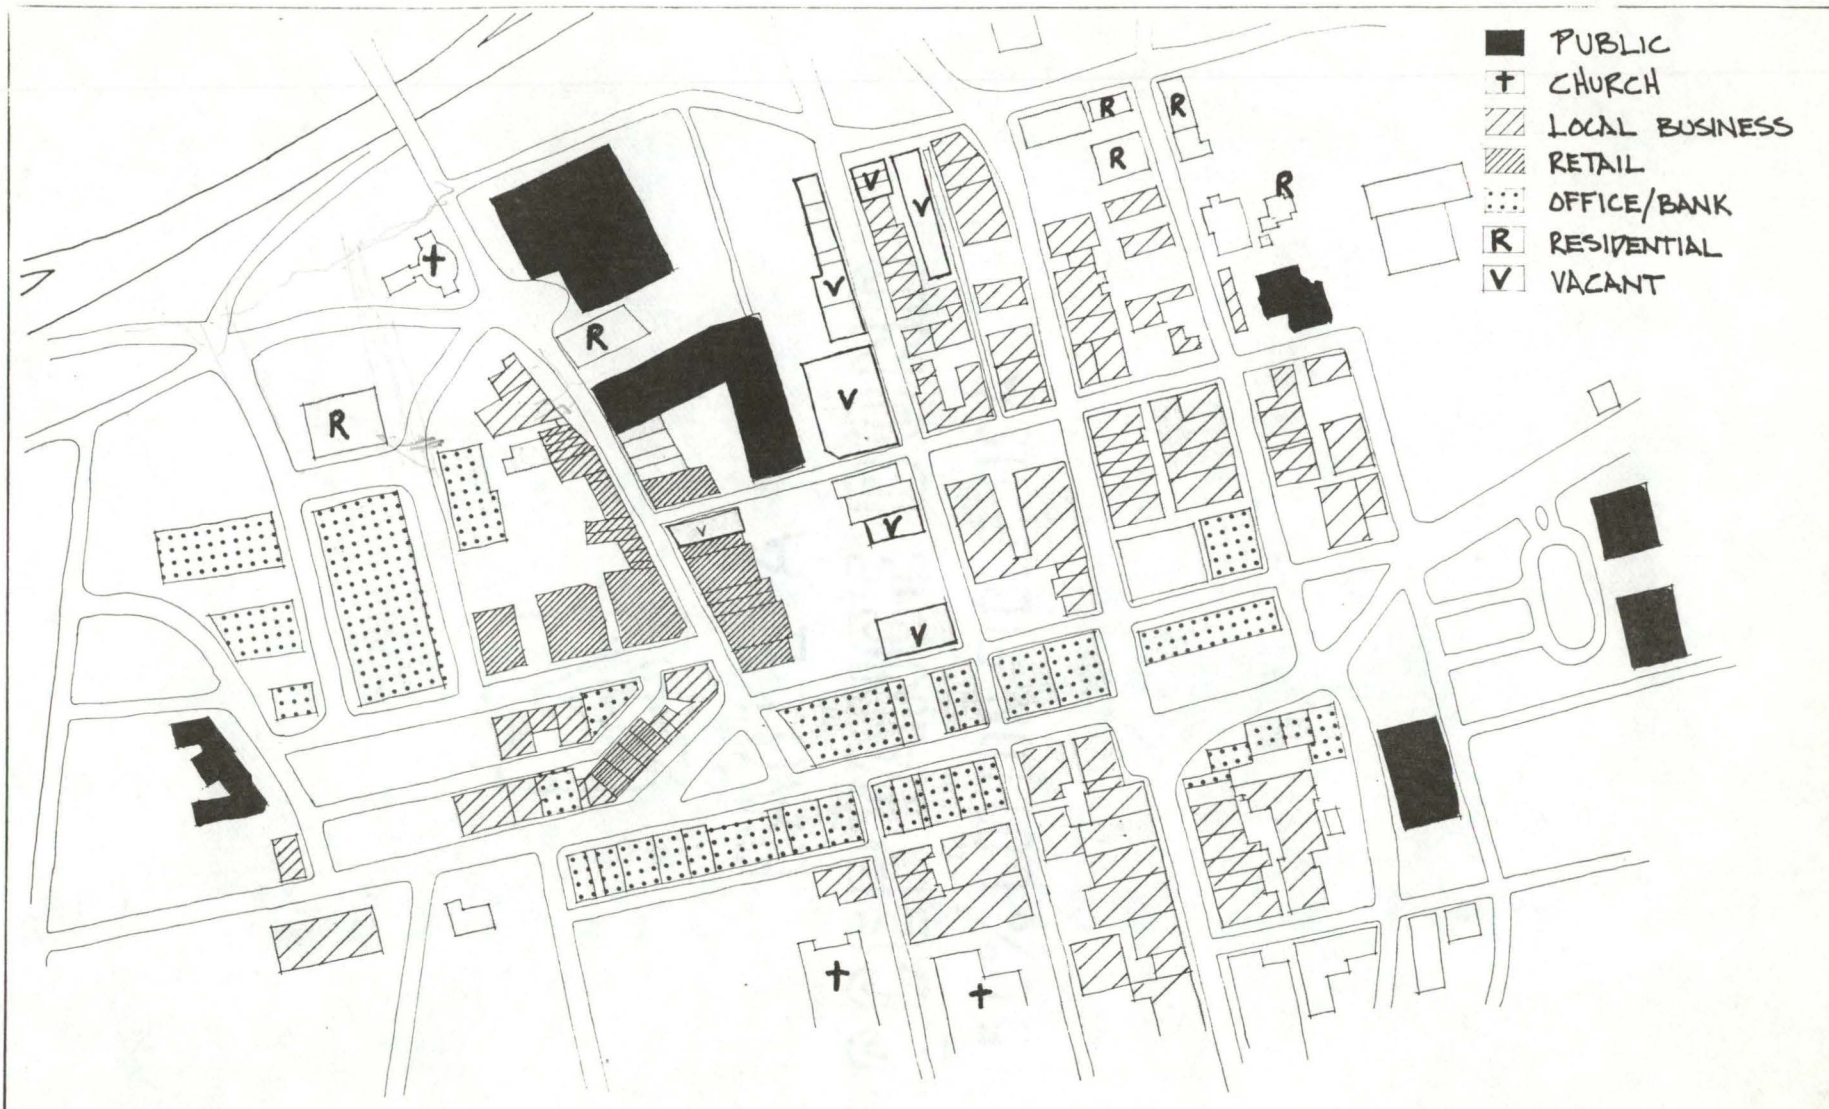 PUBLIC
✝ CHURCH
LOCAL BUSINESS
RETAIL
OFFICE/BANK
R RESIDENTIAL
V VACANT
R
R
R
R
V
V
✝
V
R
V
R
V
V
V
✝
✝